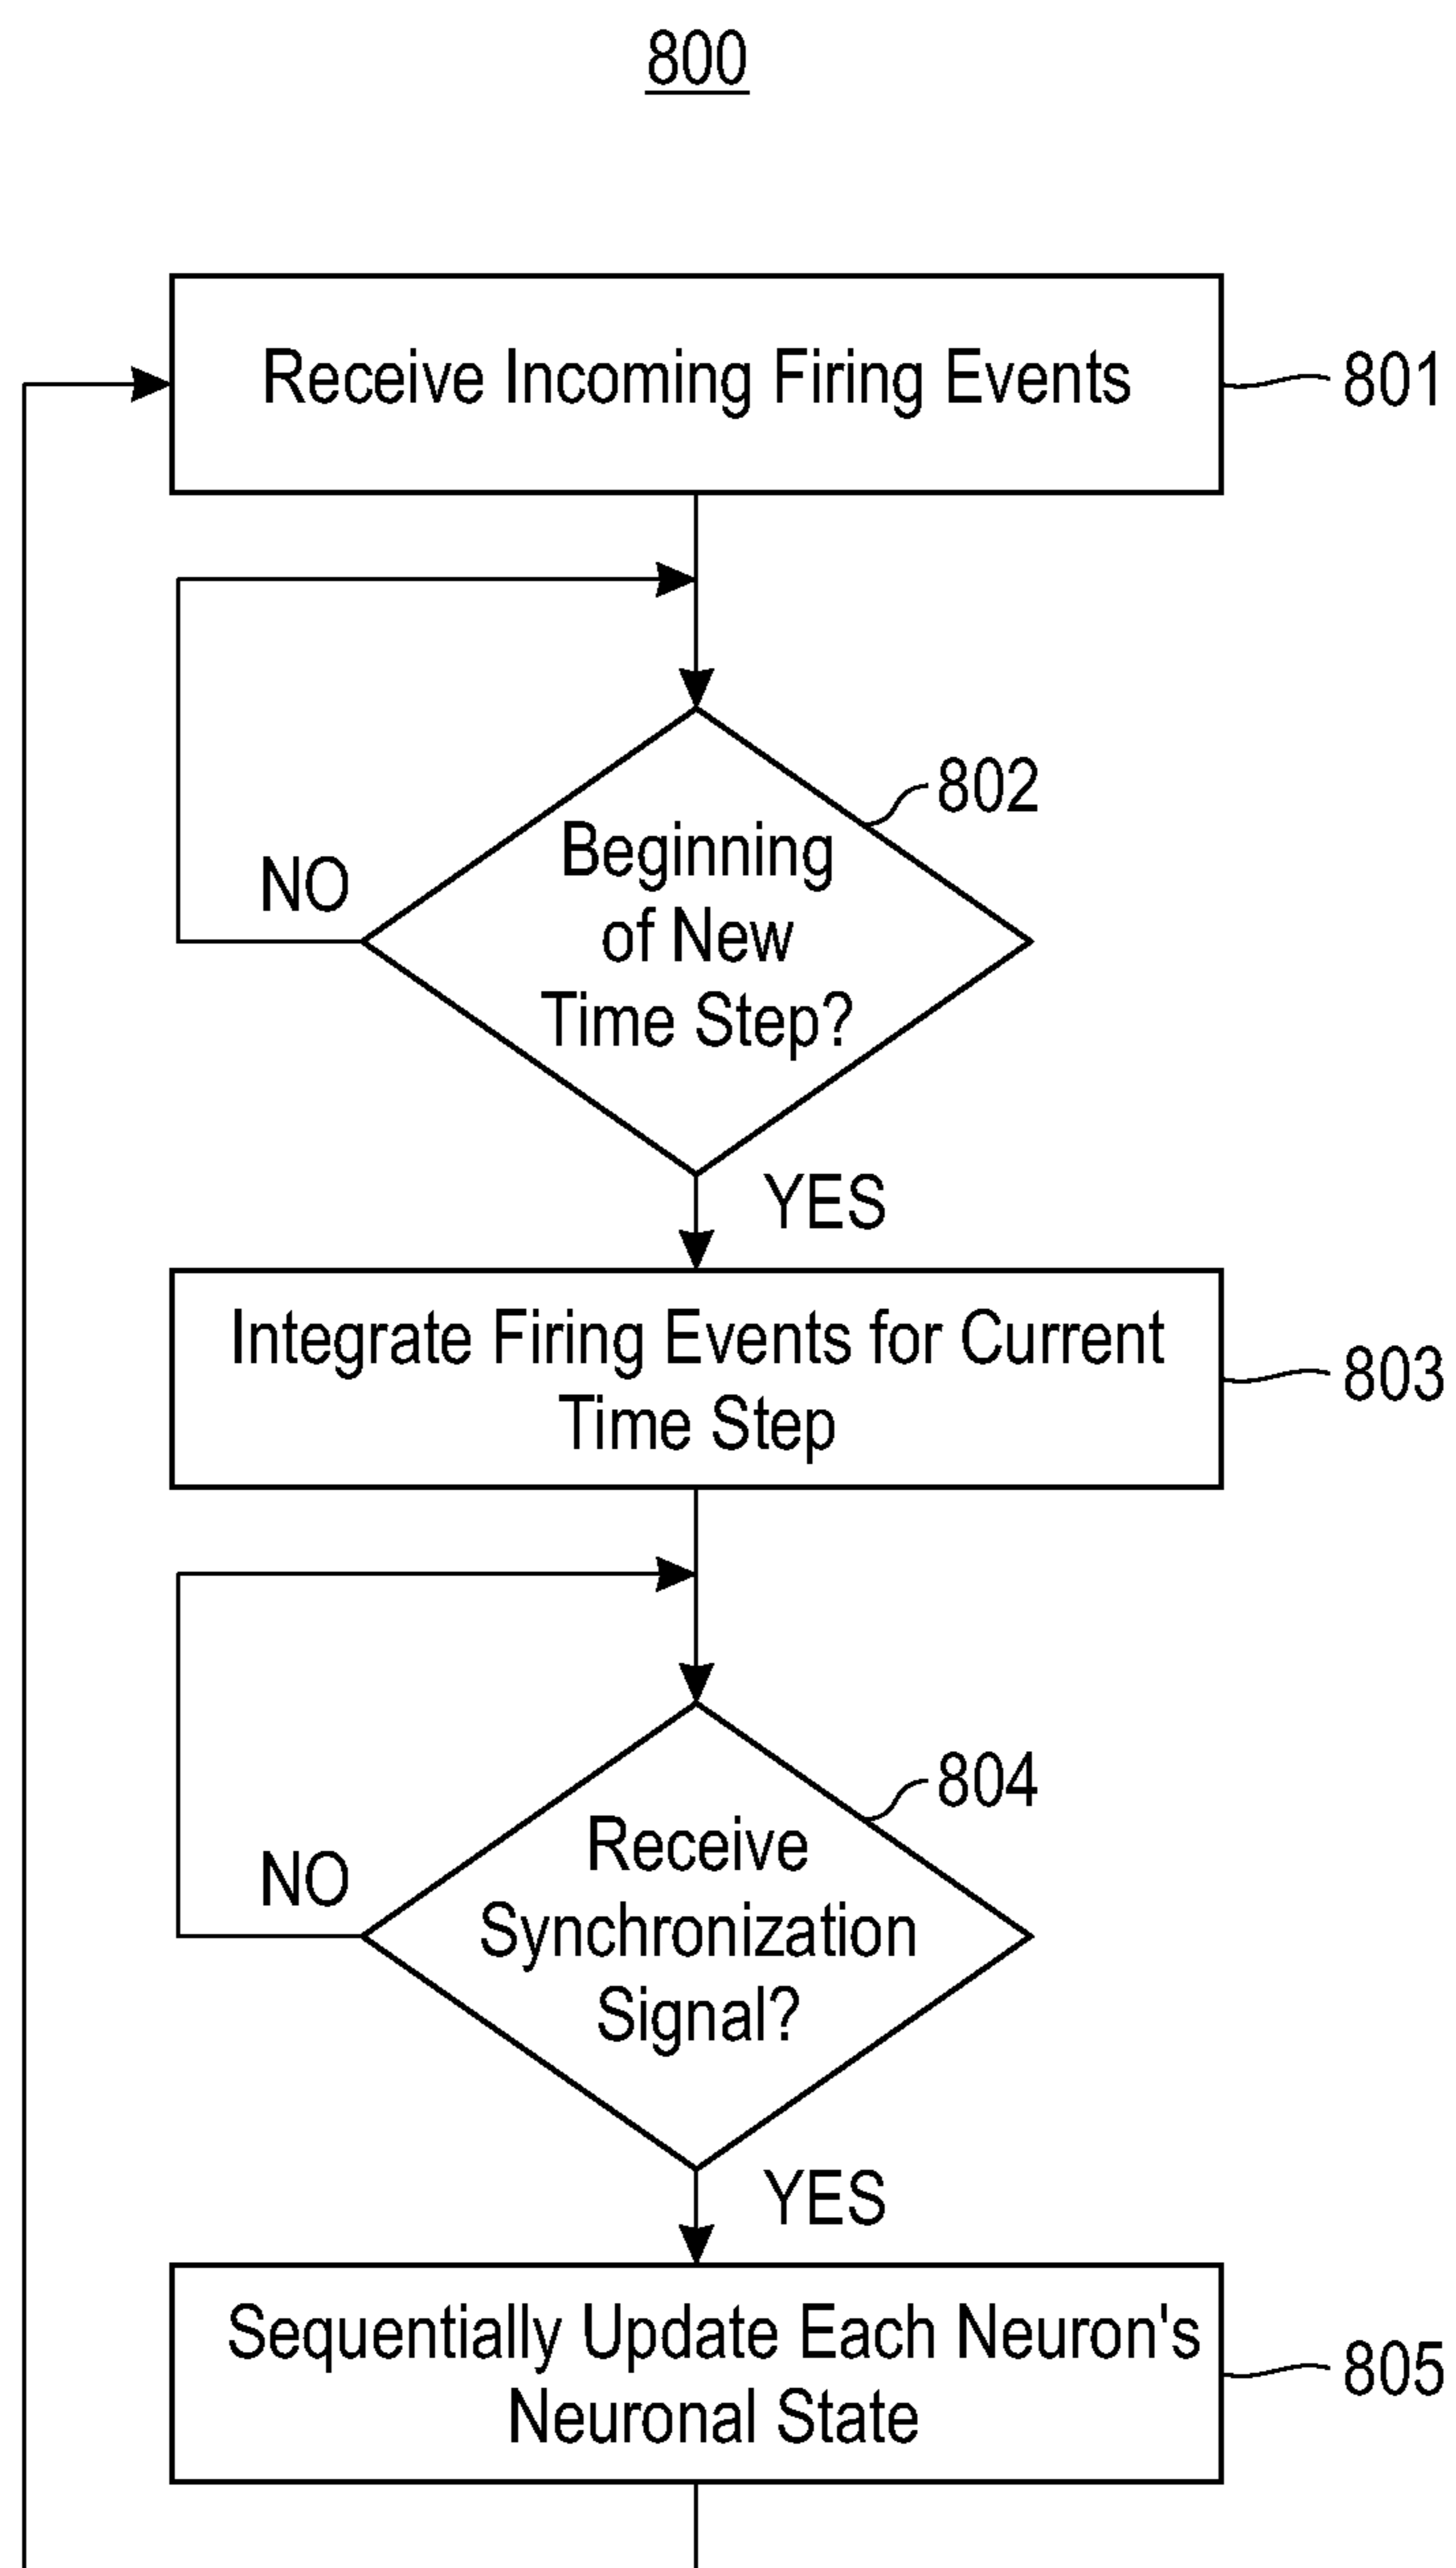 800
Receive Incoming Firing Events
801
802
Beginning
of New
Time Step?
NO
YES
Integrate Firing Events for Current
Time Step
803
804
Receive
Synchronization
Signal?
NO
YES
Sequentially Update Each Neuron's
Neuronal State
805